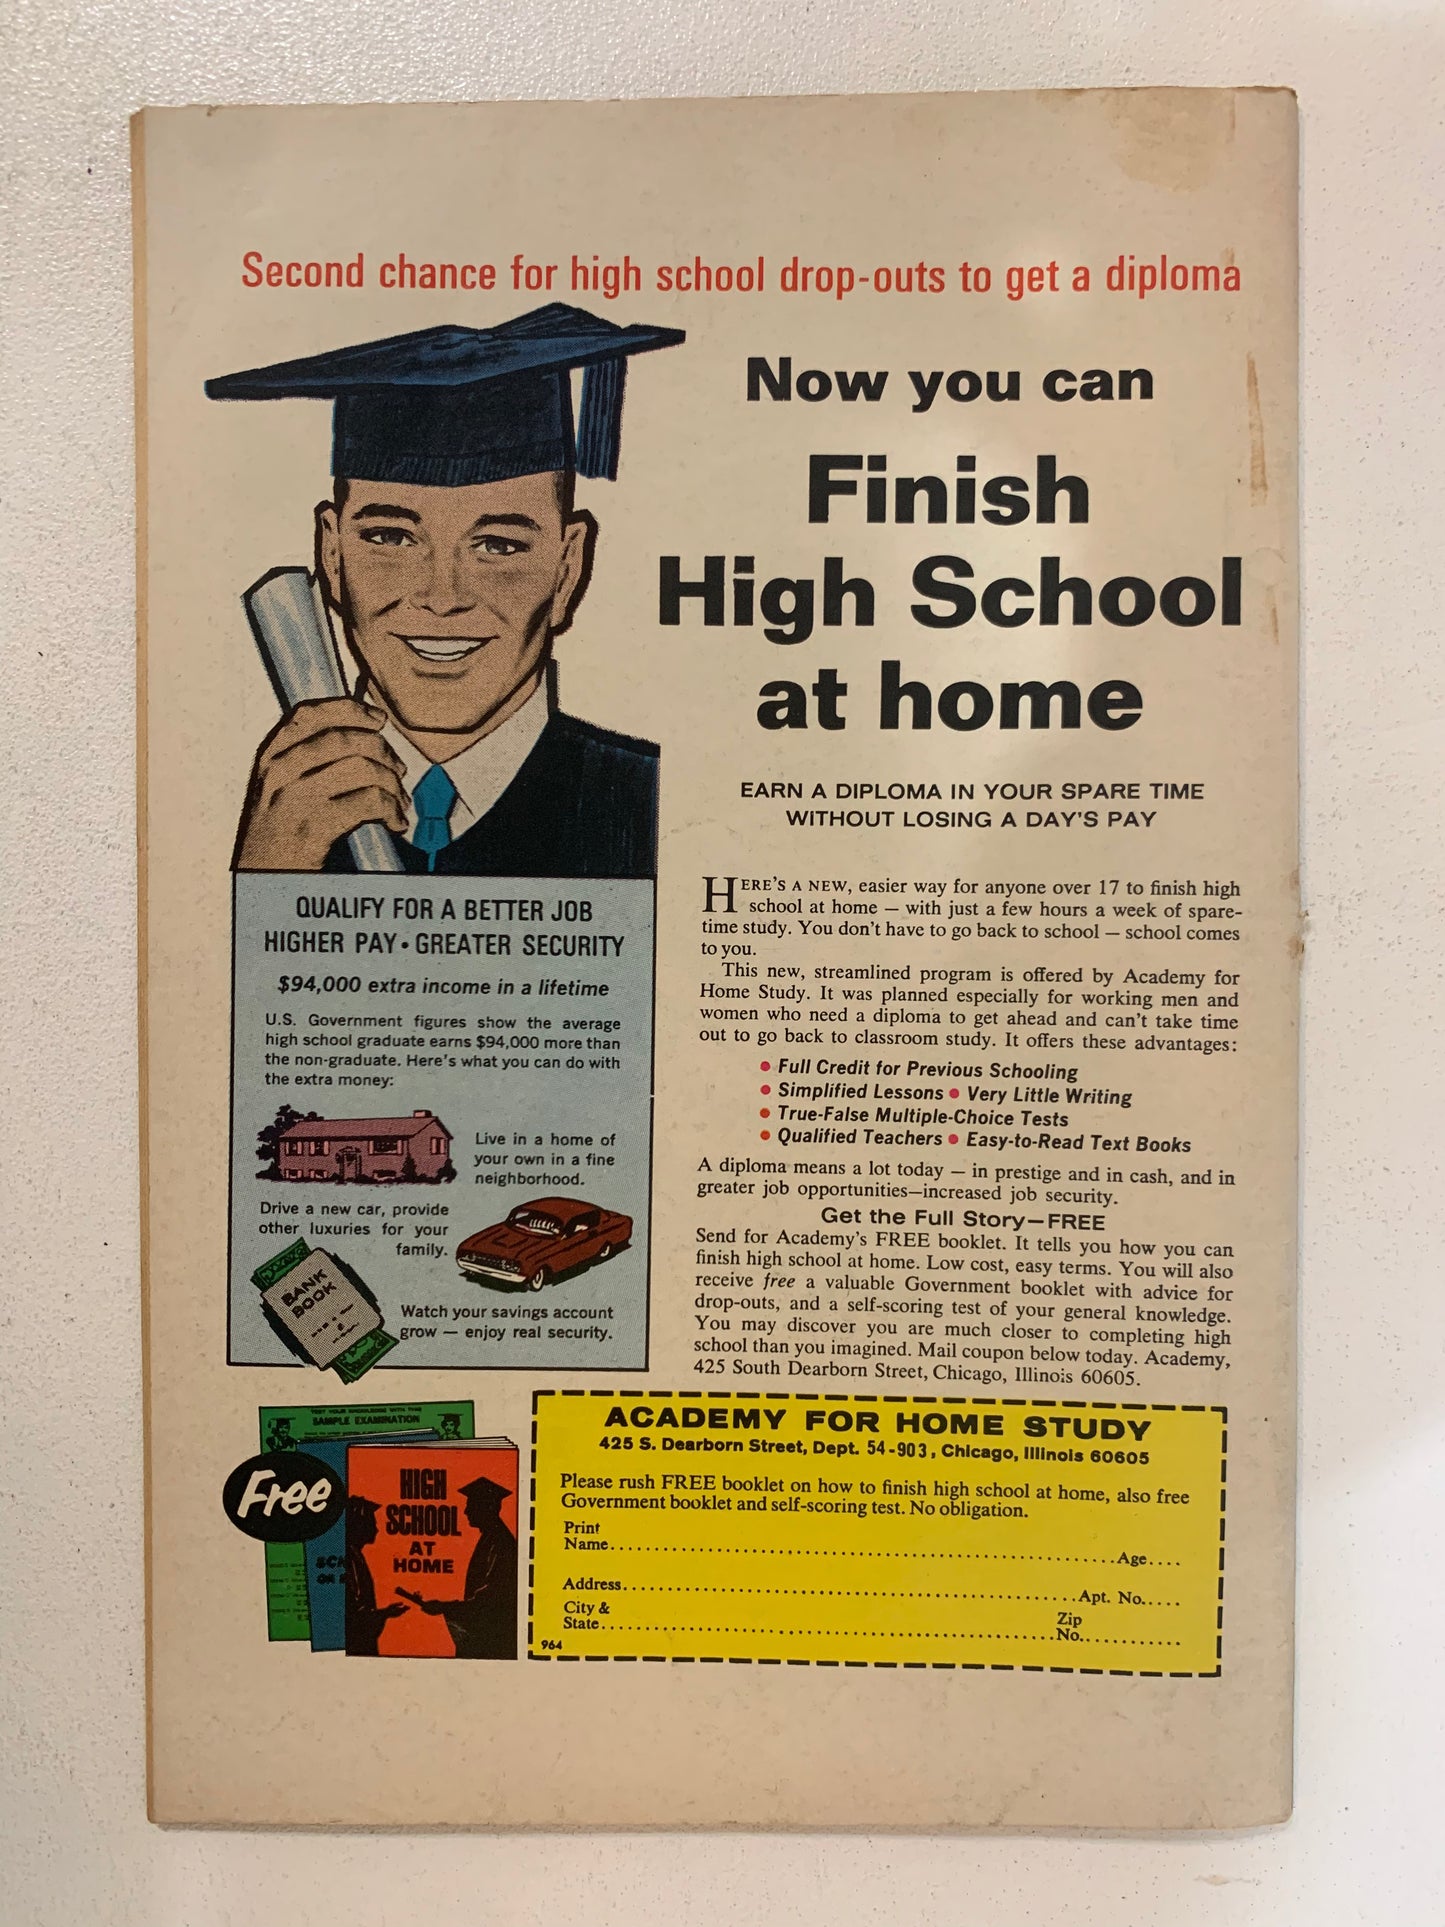 Second chance for high school drop-outs to get a diploma
Now you can
Finish
High School
at home
EARN A DIPLOMA IN YOUR SPARE TIME
WITHOUT LOSING A DAY'S PAY
HERE'S A NEW, easier way for anyone over 17 to finish high
school at home — with just a few hours a week of spare-
time study. You don't have to go back to school — school comes
to you.
This new, streamlined program is offered by Academy for
Home Study. It was planned especially for working men and
women who need a diploma to get ahead and can't take time
out to go back to classroom study. It offers these advantages:
• Full Credit for Previous Schooling
• Simplified Lessons • Very Little Writing
• True-False Multiple-Choice Tests
• Qualified Teachers • Easy-to-Read Text Books
A diploma means a lot today — in prestige and in cash, and in
greater job opportunities—increased job security.
Get the Full Story—FREE
Send for Academy's FREE booklet. It tells you how you can
finish high school at home. Low cost, easy terms. You will also
receive free a valuable Government booklet with advice for
drop-outs, and a self-scoring test of your general knowledge.
You may discover you are much closer to completing high
school than you imagined. Mail coupon below today. Academy,
425 South Dearborn Street, Chicago, Illinois 60605.
QUALIFY FOR A BETTER JOB
HIGHER PAY • GREATER SECURITY
$94,000 extra income in a lifetime
U.S. Government figures show the average
high school graduate earns $94,000 more than
the non-graduate. Here's what you can do with
the extra money:
Live in a home of
your own in a fine
neighborhood.
Drive a new car, provide
other luxuries for your
family.
BANK
BOOK
Watch your savings account
grow — enjoy real security.
TEST YOUR KNOWLEDGE WITH THIS
SAMPLE EXAMINATION
Free
HIGH
SCHOOL
AT
HOME
ACADEMY FOR HOME STUDY
425 S. Dearborn Street, Dept. 54-903, Chicago, Illinois 60605
Please rush FREE booklet on how to finish high school at home, also free
Government booklet and self-scoring test. No obligation.
Print
Name..........Age....
Address..........Apt. No.....
City &
State..........Zip
No............
964